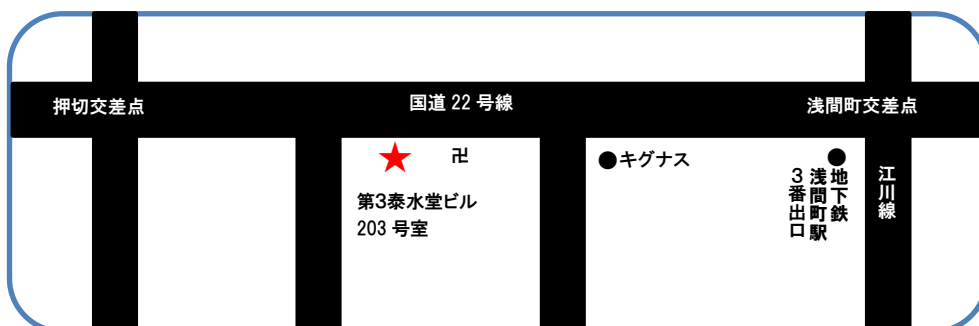 押切交差点
国道 22 号線
浅間町交差点
卍
●キグナス
第3泰水堂ビル
203 号室
●地下鉄
浅間町駅
3番出口
江川線